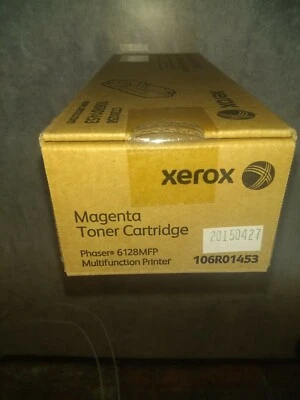 xerox
Magenta
Toner Cartridge
20150427
Phaser® 6128MFP
Multifunction Printer
106R01453